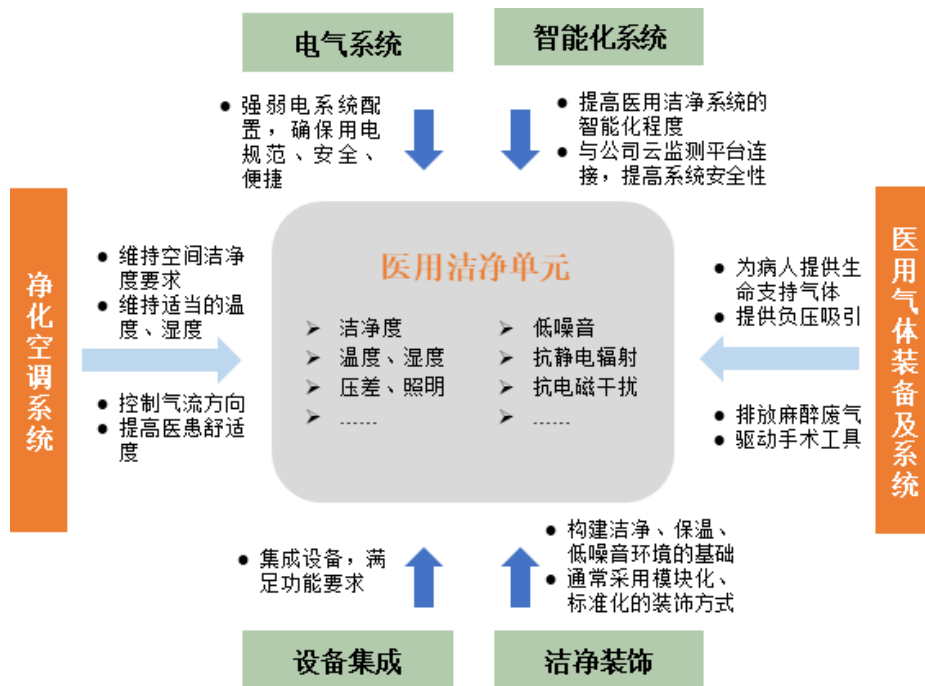 电气系统
智能化系统
● 强弱电系统配
置，确保用电
规范、安全、
便捷
● 提高医用洁净系统的
智能化程度
● 与公司云监测平台连
接，提高系统安全性
净化空调系统
● 维持空间洁净
度要求
● 维持适当的温
度、湿度
● 控制气流方向
● 提高医患舒适
度
医用洁净单元
➢ 洁净度
➢ 温度、湿度
➢ 压差、照明
➢ ……
➢ 低噪音
➢ 抗静电辐射
➢ 抗电磁干扰
➢ ……
● 为病人提供生
命支持气体
● 提供负压吸引
● 排放麻醉废气
● 驱动手术工具
医用气体装备及系统
● 集成设备，满
足功能要求
● 构建洁净、保温、
低噪音环境的基础
● 通常采用模块化、
标准化的装饰方式
设备集成
洁净装饰